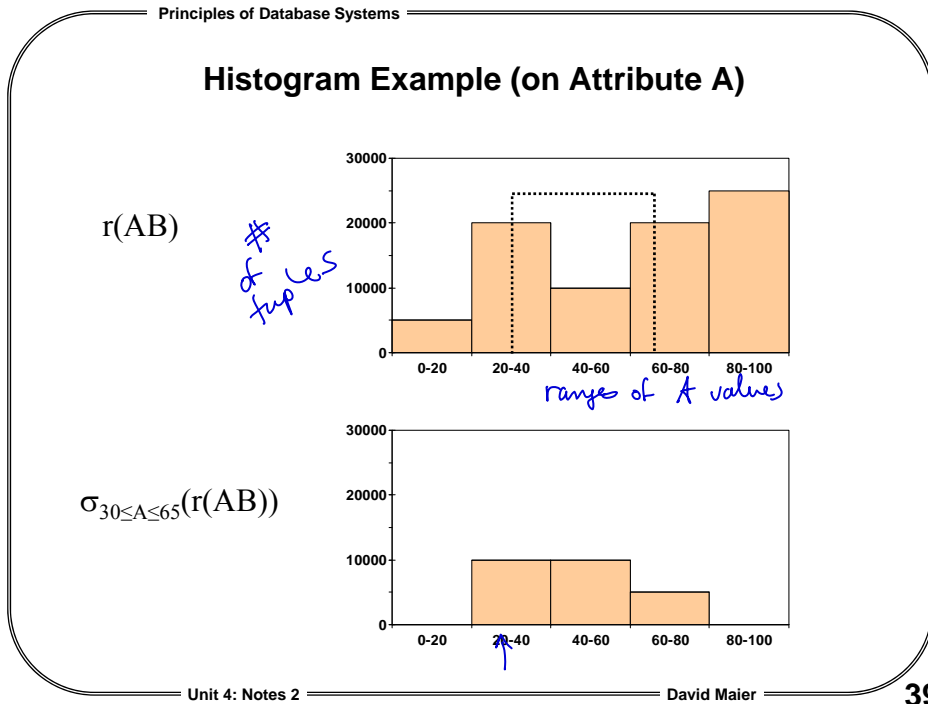 Principles of Database Systems
Histogram Example (on Attribute A)
r(AB)
#
of
tuples
30000
20000
10000
0
0-20 20-40 40-60 60-80 80-100
ranges of A values
σ30≤A≤65(r(AB))
30000
20000
10000
0
0-20 20-40 40-60 60-80 80-100
Unit 4: Notes 2 David Maier 39